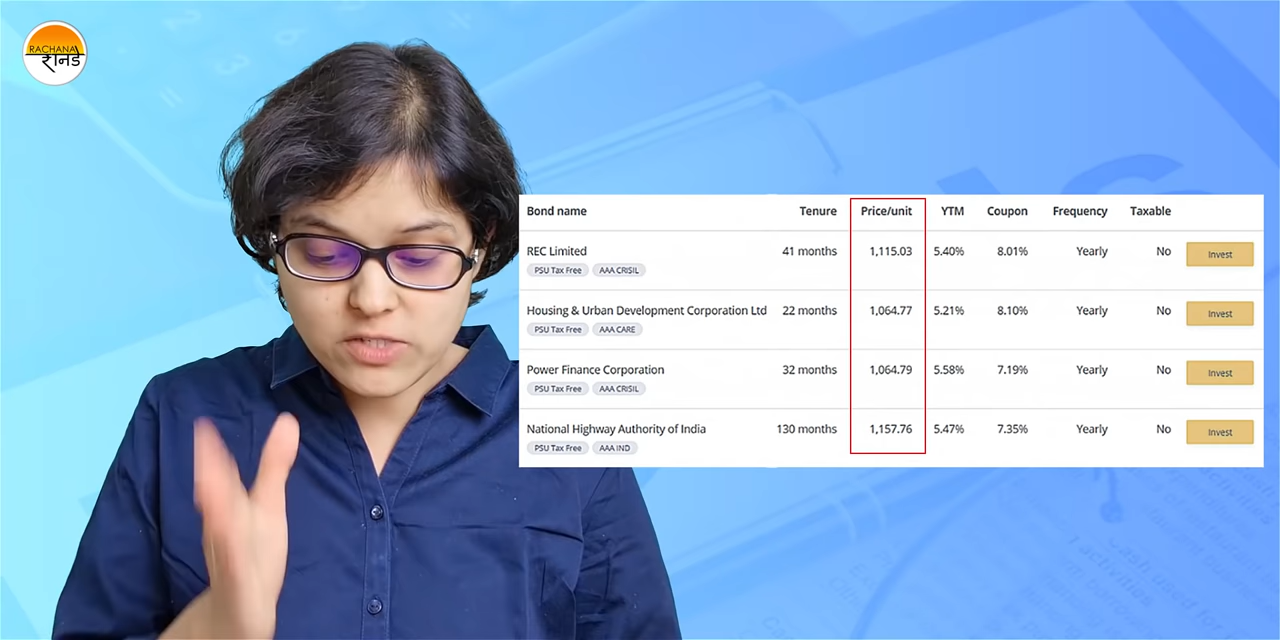 RACHANA
रानडे
Bond name Tenure Price/unit YTM Coupon Frequency Taxable
REC Limited 41 months 1,115.03 5.40% 8.01% Yearly No Invest
PSU Tax Free AAA CRISIL
Housing & Urban Development Corporation Ltd 22 months 1,064.77 5.21% 8.10% Yearly No Invest
PSU Tax Free AAA CARE
Power Finance Corporation 32 months 1,064.79 5.58% 7.19% Yearly No Invest
PSU Tax Free AAA CRISIL
National Highway Authority of India 130 months 1,157.76 5.47% 7.35% Yearly No Invest
PSU Tax Free AAA IND